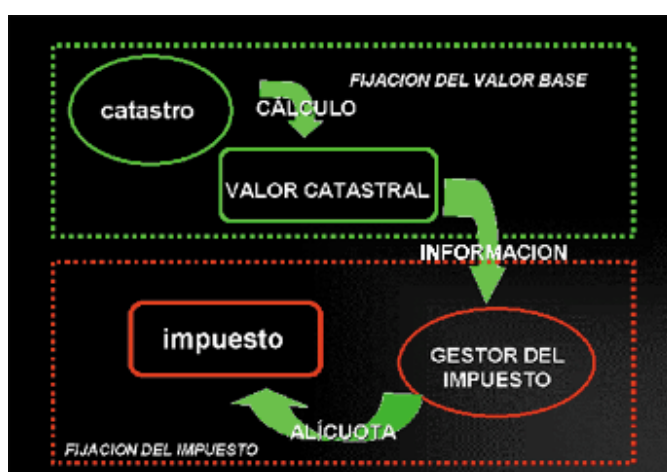 FIJACION DEL VALOR BASE
catastro
CÁLCULO
VALOR CATASTRAL
INFORMACION
impuesto
GESTOR DEL
IMPUESTO
ALÍCUOTA
FIJACION DEL IMPUESTO